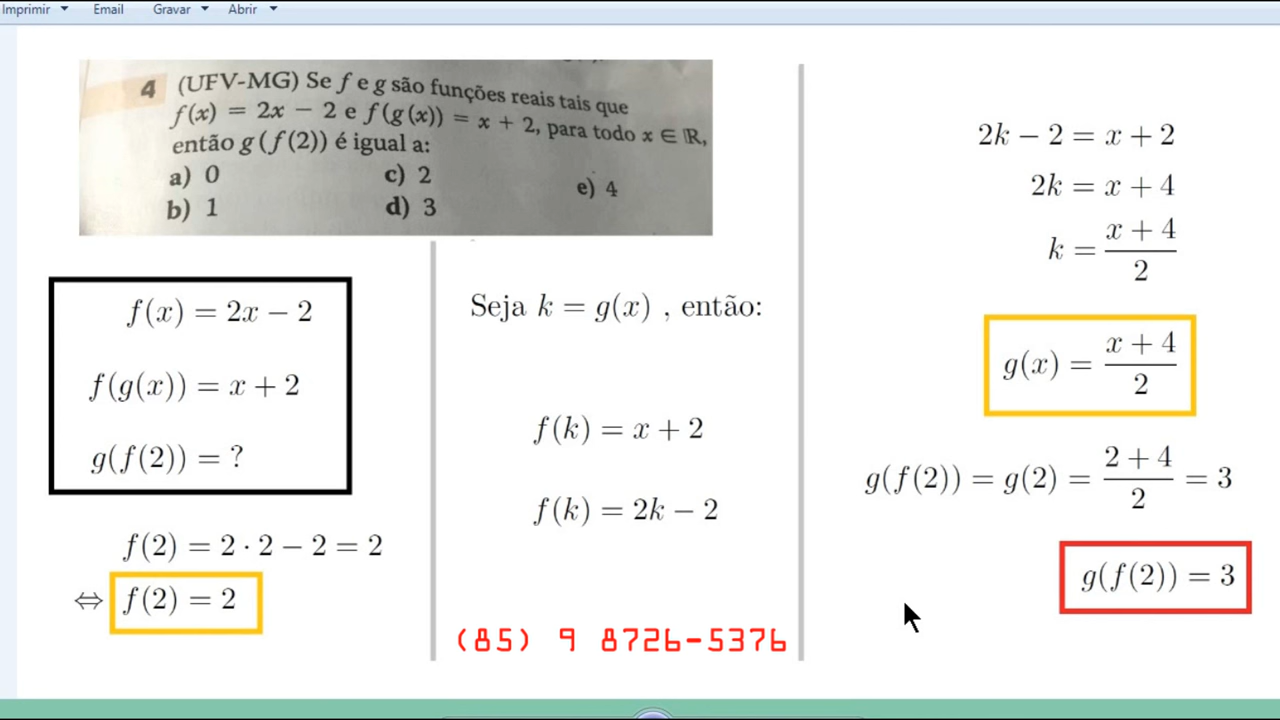 Imprimir Email Gravar Abrir
4 (UFV-MG) Se f e g são funções reais tais que
f(x) = 2x − 2 e f(g(x)) = x + 2, para todo x ∈ ℝ,
então g(f(2)) é igual a:
a) 0 c) 2 e) 4
b) 1 d) 3
f(x) = 2x − 2
f(g(x)) = x + 2
g(f(2)) = ?
f(2) = 2 · 2 − 2 = 2
⇔ f(2) = 2
Seja k = g(x) , então:
f(k) = x + 2
f(k) = 2k − 2
(85) 9 8726-5376
2k − 2 = x + 2
2k = x + 4
k = (x + 4)/2
g(x) = (x + 4)/2
g(f(2)) = g(2) = (2 + 4)/2 = 3
g(f(2)) = 3